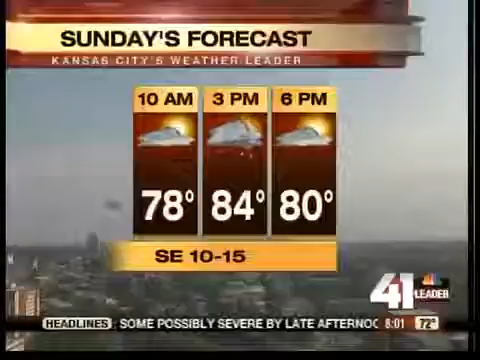 SUNDAY'S FORECAST
KANSAS CITY'S WEATHER LEADER
10 AM 3 PM 6 PM
78° 84° 80°
SE 10-15
41
LEADER
HEADLINES : SOME POSSIBLY SEVERE BY LATE AFTERNOO 8:01 72°